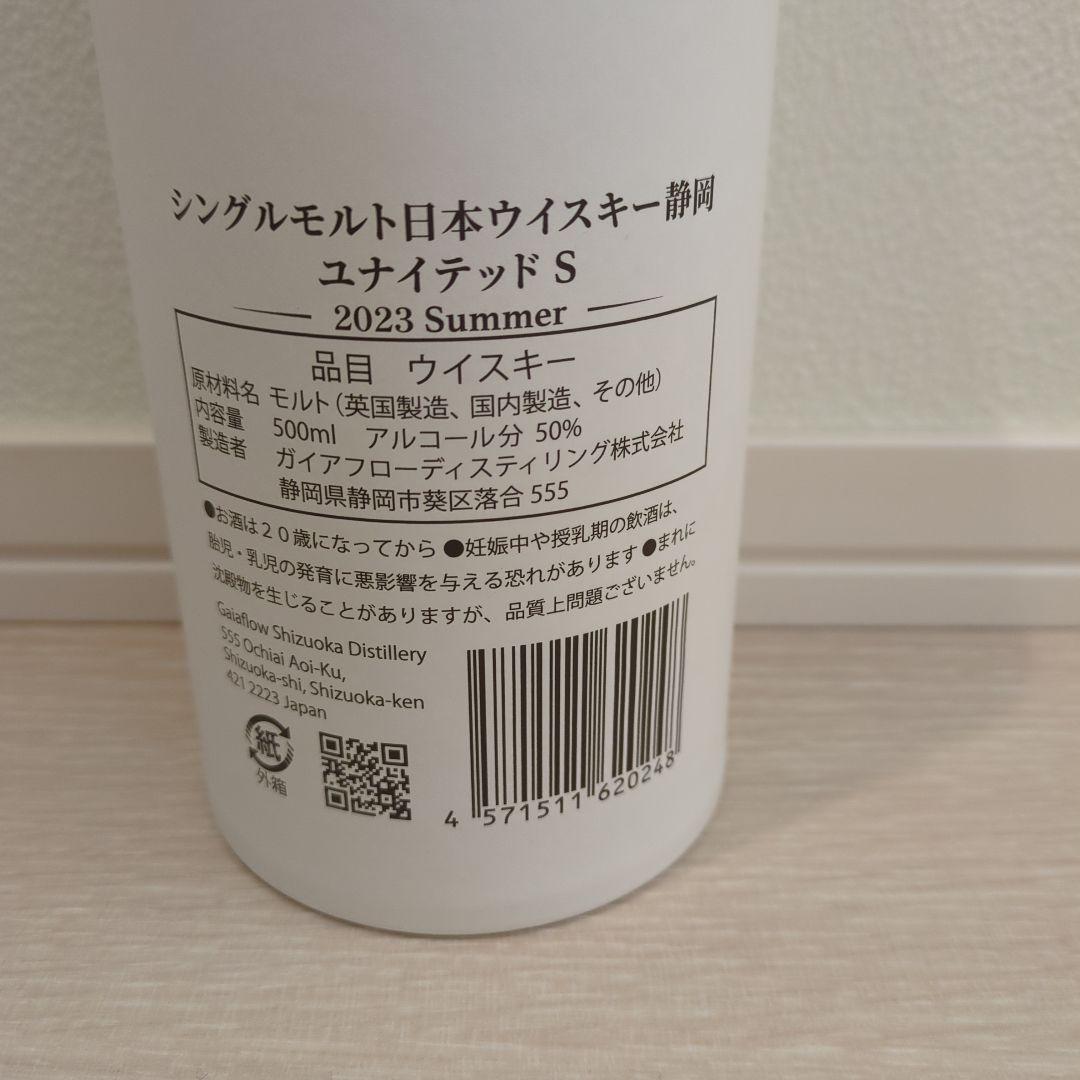 シングルモルト日本ウイスキー静岡
ユナイテッド S
2023 Summer
品目 ウイスキー
原材料名 モルト（英国製造、国内製造、その他）
内容量 500ml アルコール分 50%
製造者 ガイアフローディスティリング株式会社
静岡県静岡市葵区落合 555
●お酒は２０歳になってから ●妊娠中や授乳期の飲酒は、
胎児・乳児の発育に悪影響を与える恐れがあります ●まれに
沈殿物を生じることがありますが、品質上問題ございません。
Gaiaflow Shizuoka Distillery
555 Ochiai Aoi-Ku,
Shizuoka-shi, Shizuoka-ken
421 2223 Japan
紙
外箱
4 571511 620248